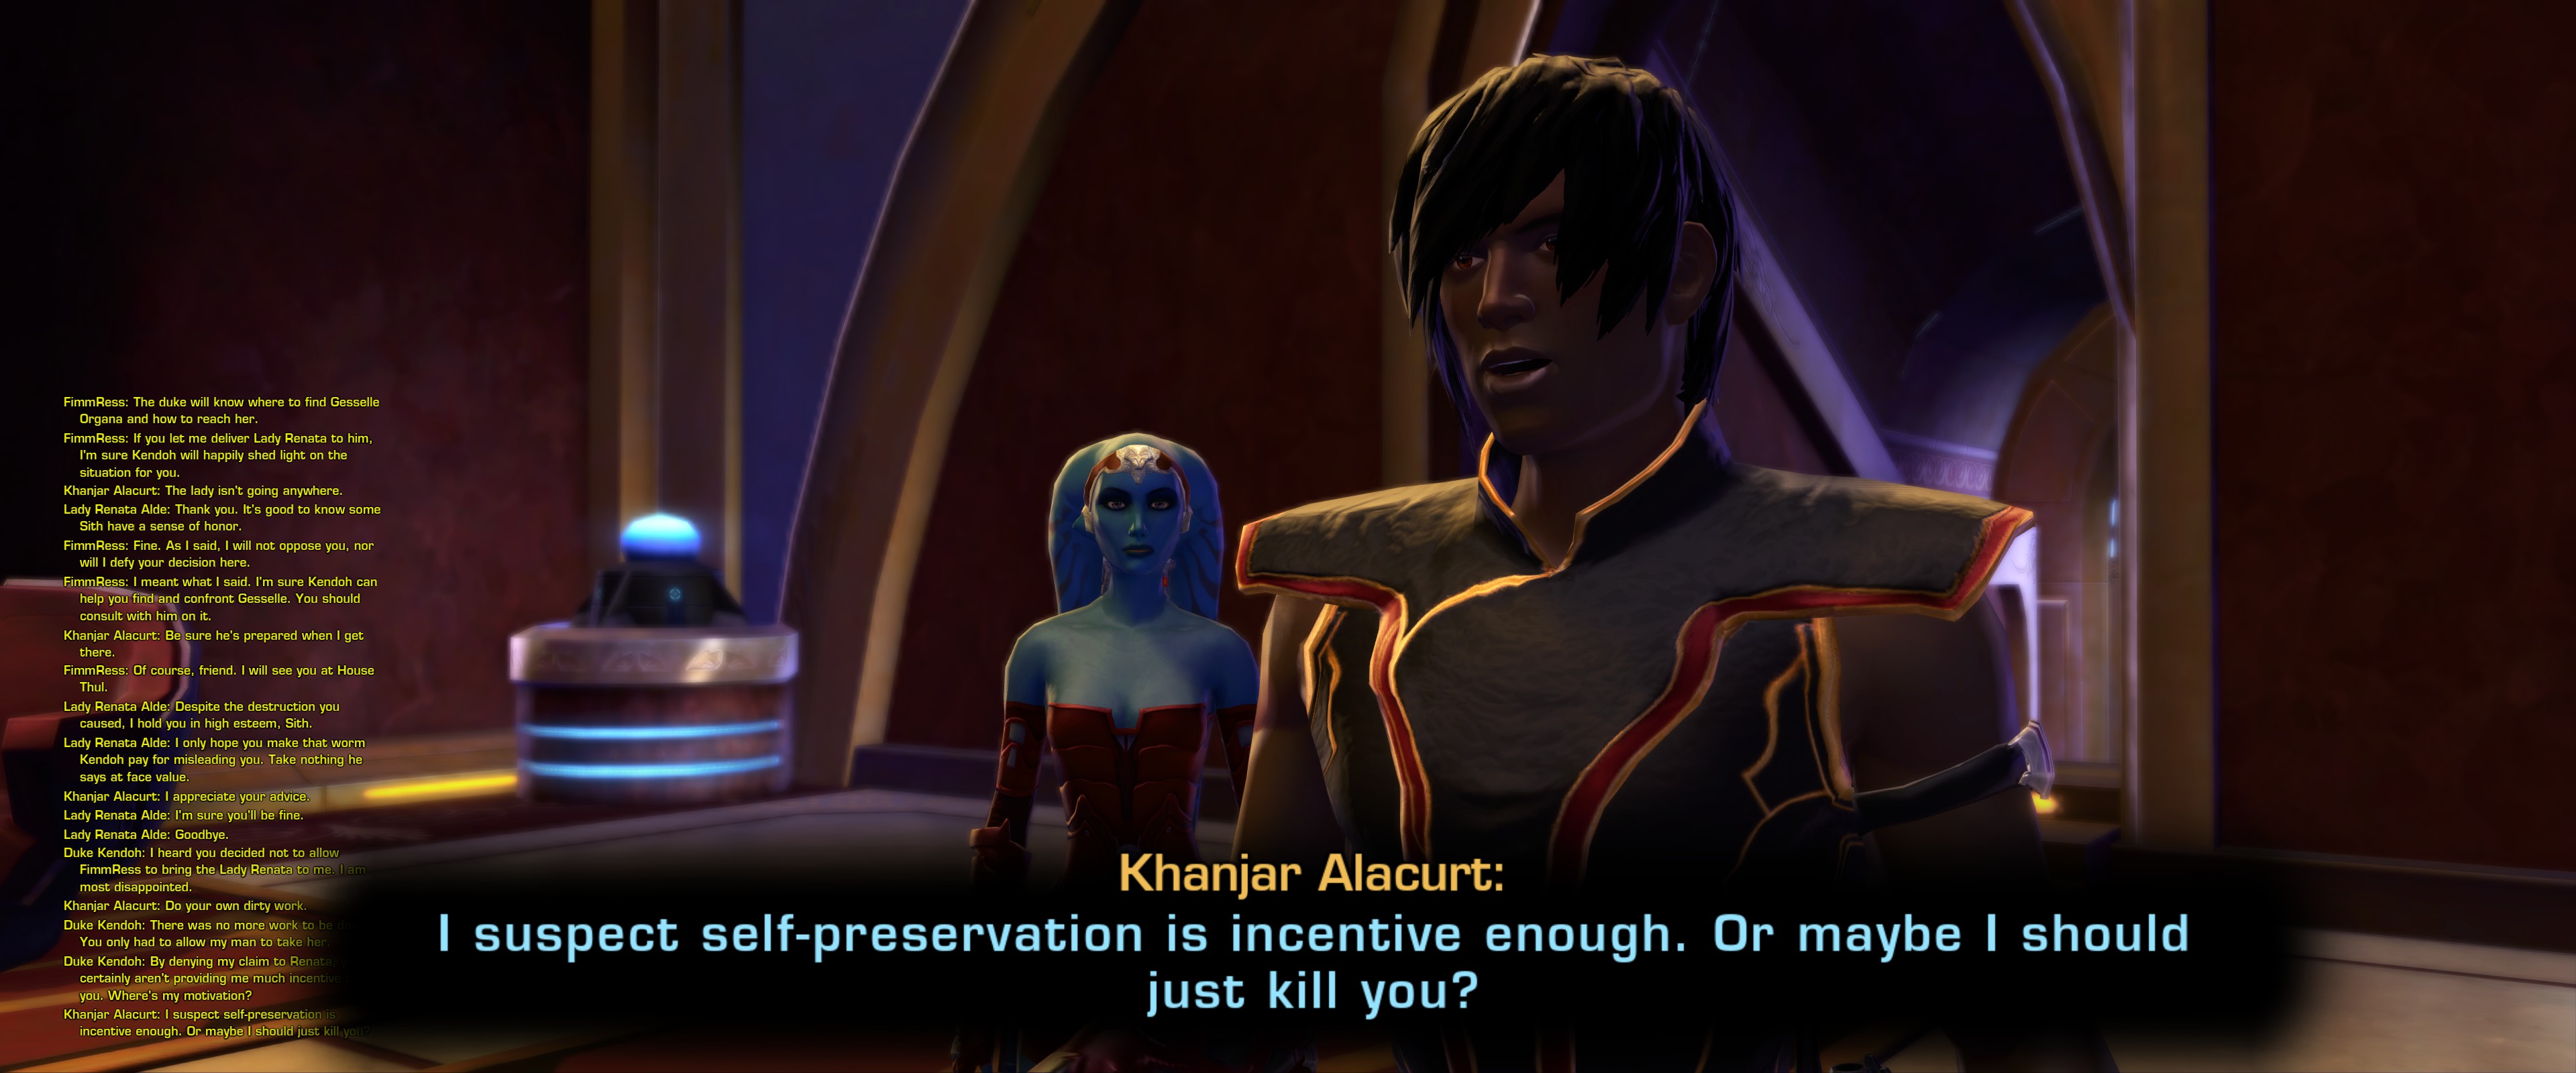 FimmRess: The duke will know where to find Gesselle
Organa and how to reach her.
FimmRess: If you let me deliver Lady Renata to him,
I'm sure Kendoh will happily shed light on the
situation for you.
Khanjar Alacurt: The lady isn't going anywhere.
Lady Renata Alde: Thank you. It's good to know some
Sith have a sense of honor.
FimmRess: Fine. As I said, I will not oppose you, nor
will I defy your decision here.
FimmRess: I meant what I said. I'm sure Kendoh can
help you find and confront Gesselle. You should
consult with him on it.
Khanjar Alacurt: Be sure he's prepared when I get
there.
FimmRess: Of course, friend. I will see you at House
Thul.
Lady Renata Alde: Despite the destruction you
caused, I hold you in high esteem, Sith.
Lady Renata Alde: I only hope you make that worm
Kendoh pay for misleading you. Take nothing he
says at face value.
Khanjar Alacurt: I appreciate your advice.
Lady Renata Alde: I'm sure you'll be fine.
Lady Renata Alde: Goodbye.
Duke Kendoh: I heard you decided not to allow
FimmRess to bring the Lady Renata to me. I am
most disappointed.
Khanjar Alacurt: Do your own dirty work.
Duke Kendoh: There was no more work to be
You only had to allow my man to take her.
Duke Kendoh: By denying my claim to Renata,
certainly aren't providing me much incentive
you. Where's my motivation?
Khanjar Alacurt: I suspect self-preservation is
incentive enough. Or maybe I should just kill you?
Khanjar Alacurt:
I suspect self-preservation is incentive enough. Or maybe I should
just kill you?